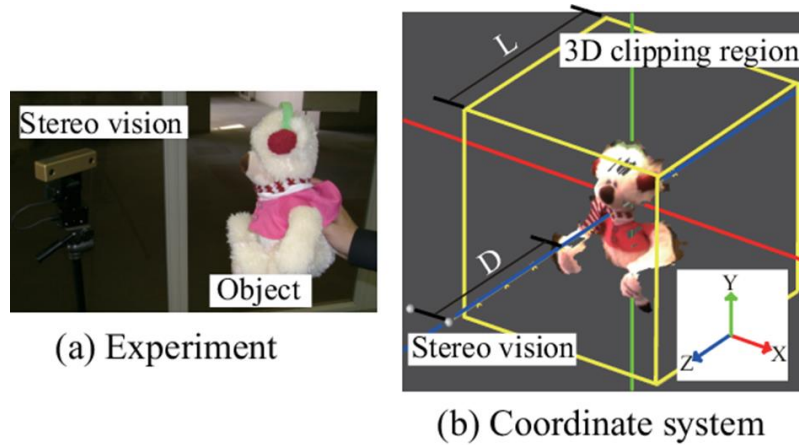 Stereo vision
Object
(a) Experiment
L
3D clipping region
D
Stereo vision
Y
X
Z
(b) Coordinate system